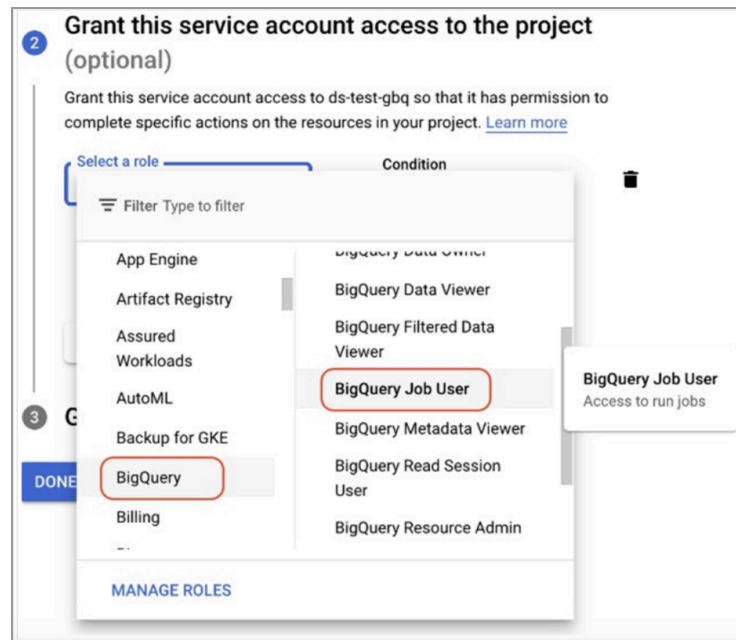 2
Grant this service account access to the project
(optional)
Grant this service account access to ds-test-gbq so that it has permission to
complete specific actions on the resources in your project. Learn more
Select a role
Condition
Filter Type to filter
App Engine
Artifact Registry
Assured
Workloads
AutoML
Backup for GKE
BigQuery
Billing
BigQuery Data Owner
BigQuery Data Viewer
BigQuery Filtered Data
Viewer
BigQuery Job User
BigQuery Metadata Viewer
BigQuery Read Session
User
BigQuery Resource Admin
MANAGE ROLES
BigQuery Job User
Access to run jobs
3
G
DONE